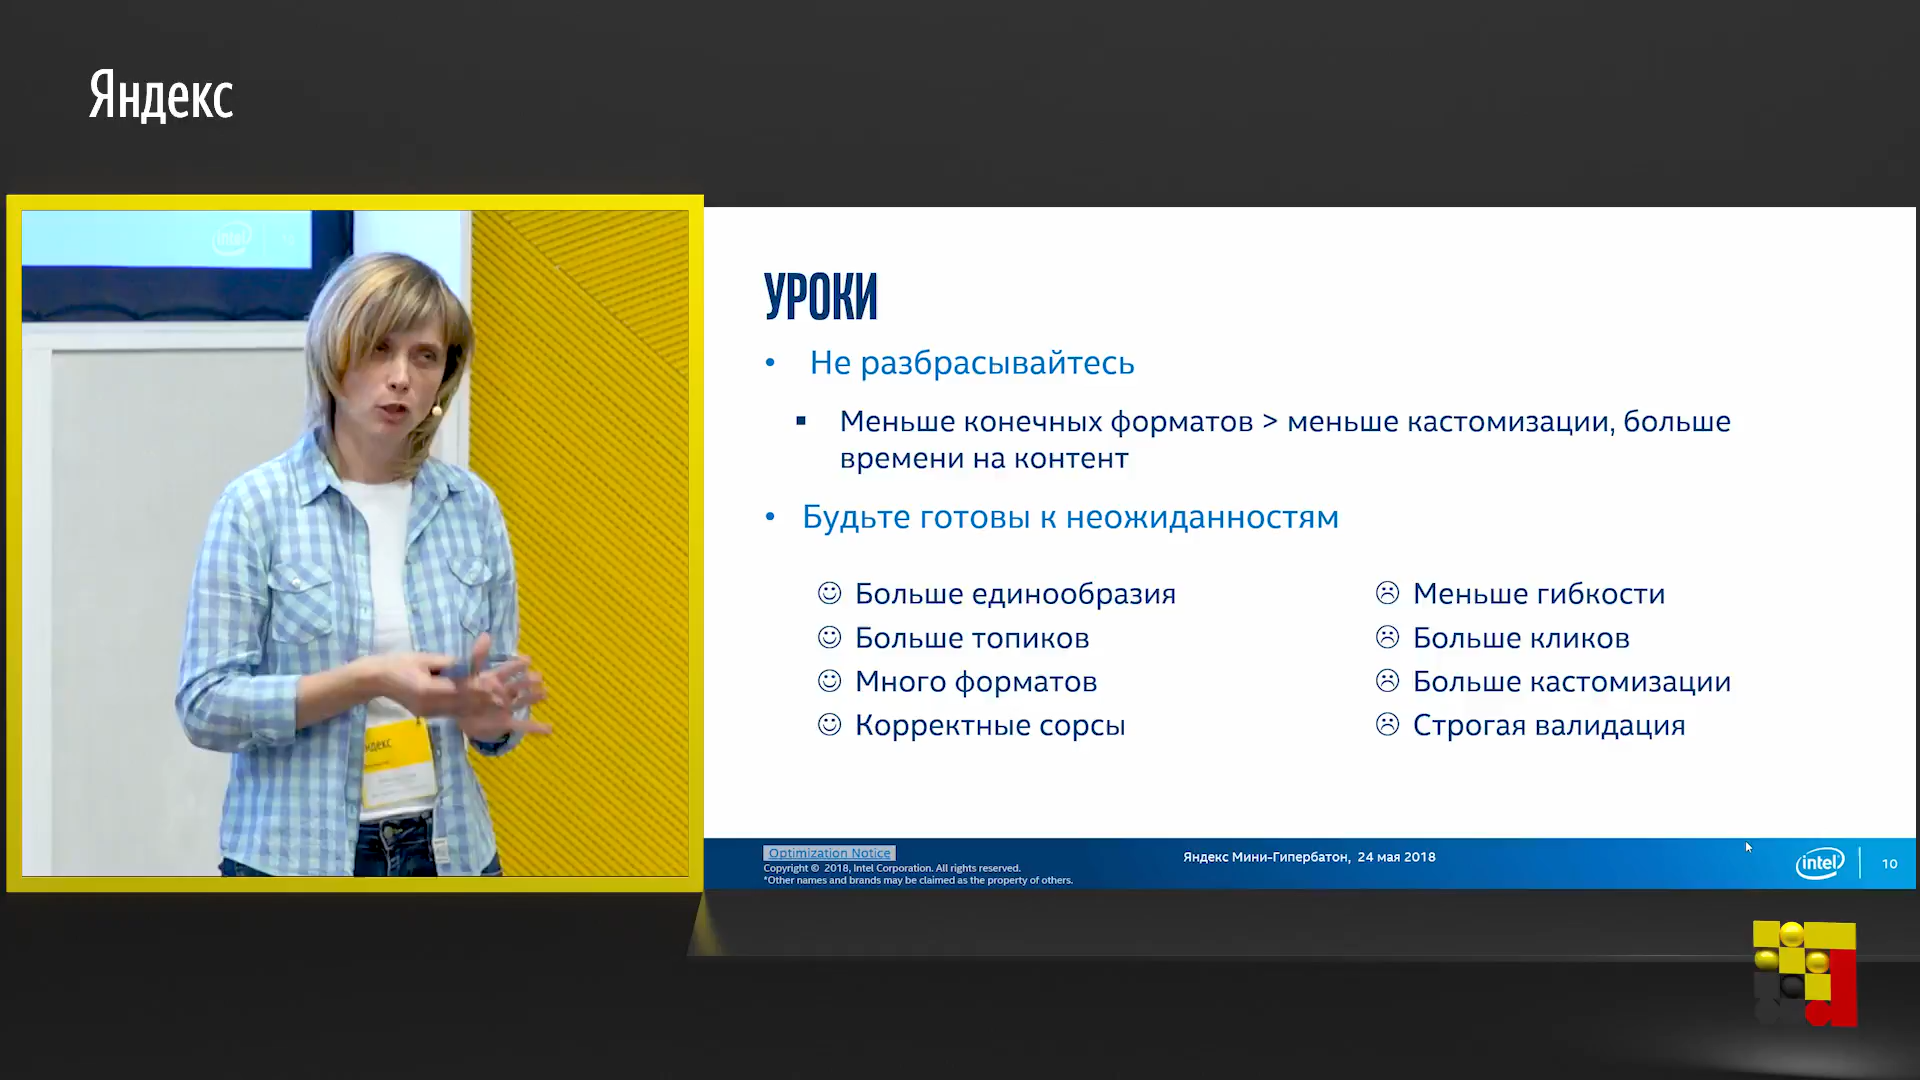 Яндекс
intel
УРОКИ
• Не разбрасывайтесь
▪ Меньше конечных форматов > меньше кастомизации, больше
времени на контент
• Будьте готовы к неожиданностям
☺ Больше единообразия
☹ Меньше гибкости
☺ Больше топиков
☹ Больше кликов
☺ Много форматов
☹ Больше кастомизации
☺ Корректные сорсы
☹ Строгая валидация
Optimization Notice
Copyright © 2018, Intel Corporation. All rights reserved.
*Other names and brands may be claimed as the property of others.
Яндекс Мини-Гипербатон, 24 мая 2018
intel
10